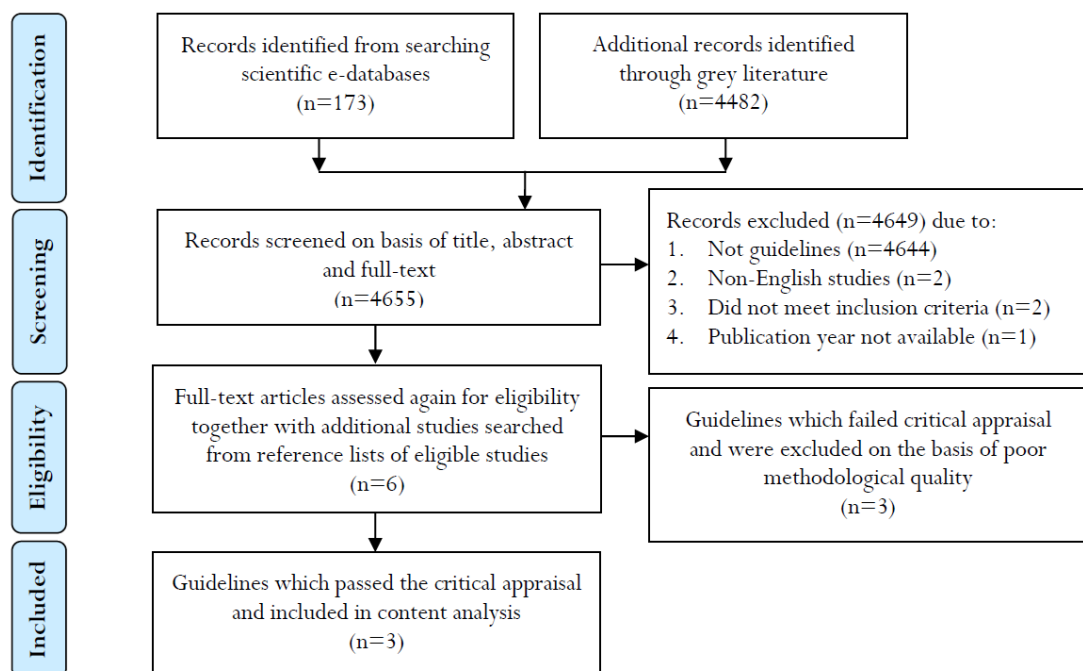 Identification
Records identified from searching
scientific e-databases
(n=173)
Additional records identified
through grey literature
(n=4482)
Screening
Records screened on basis of title, abstract
and full-text
(n=4655)
Records excluded (n=4649) due to:
1. Not guidelines (n=4644)
2. Non-English studies (n=2)
3. Did not meet inclusion criteria (n=2)
4. Publication year not available (n=1)
Eligibility
Full-text articles assessed again for eligibility
together with additional studies searched
from reference lists of eligible studies
(n=6)
Guidelines which failed critical appraisal
and were excluded on the basis of poor
methodological quality
(n=3)
Included
Guidelines which passed the critical appraisal
and included in content analysis
(n=3)